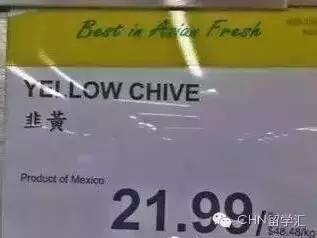 Best in Asian Fresh
YELLOW CHIVE
韭黃
Product of Mexico
21.99/
$48.48/kg
CHN留学汇